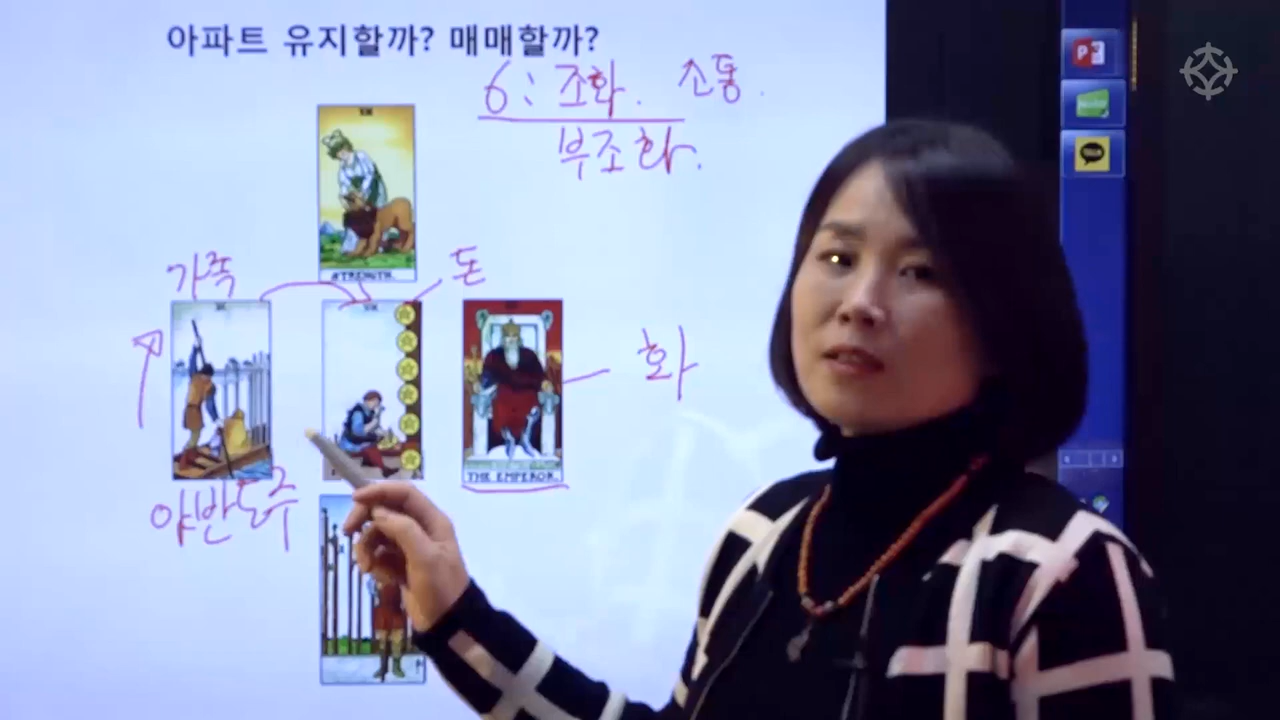 아파트 유지할까? 매매할까?
6: 조화. 소통.
부조화.
STRENGTH.
가족
돈
화
THE EMPEROR.
야반도주